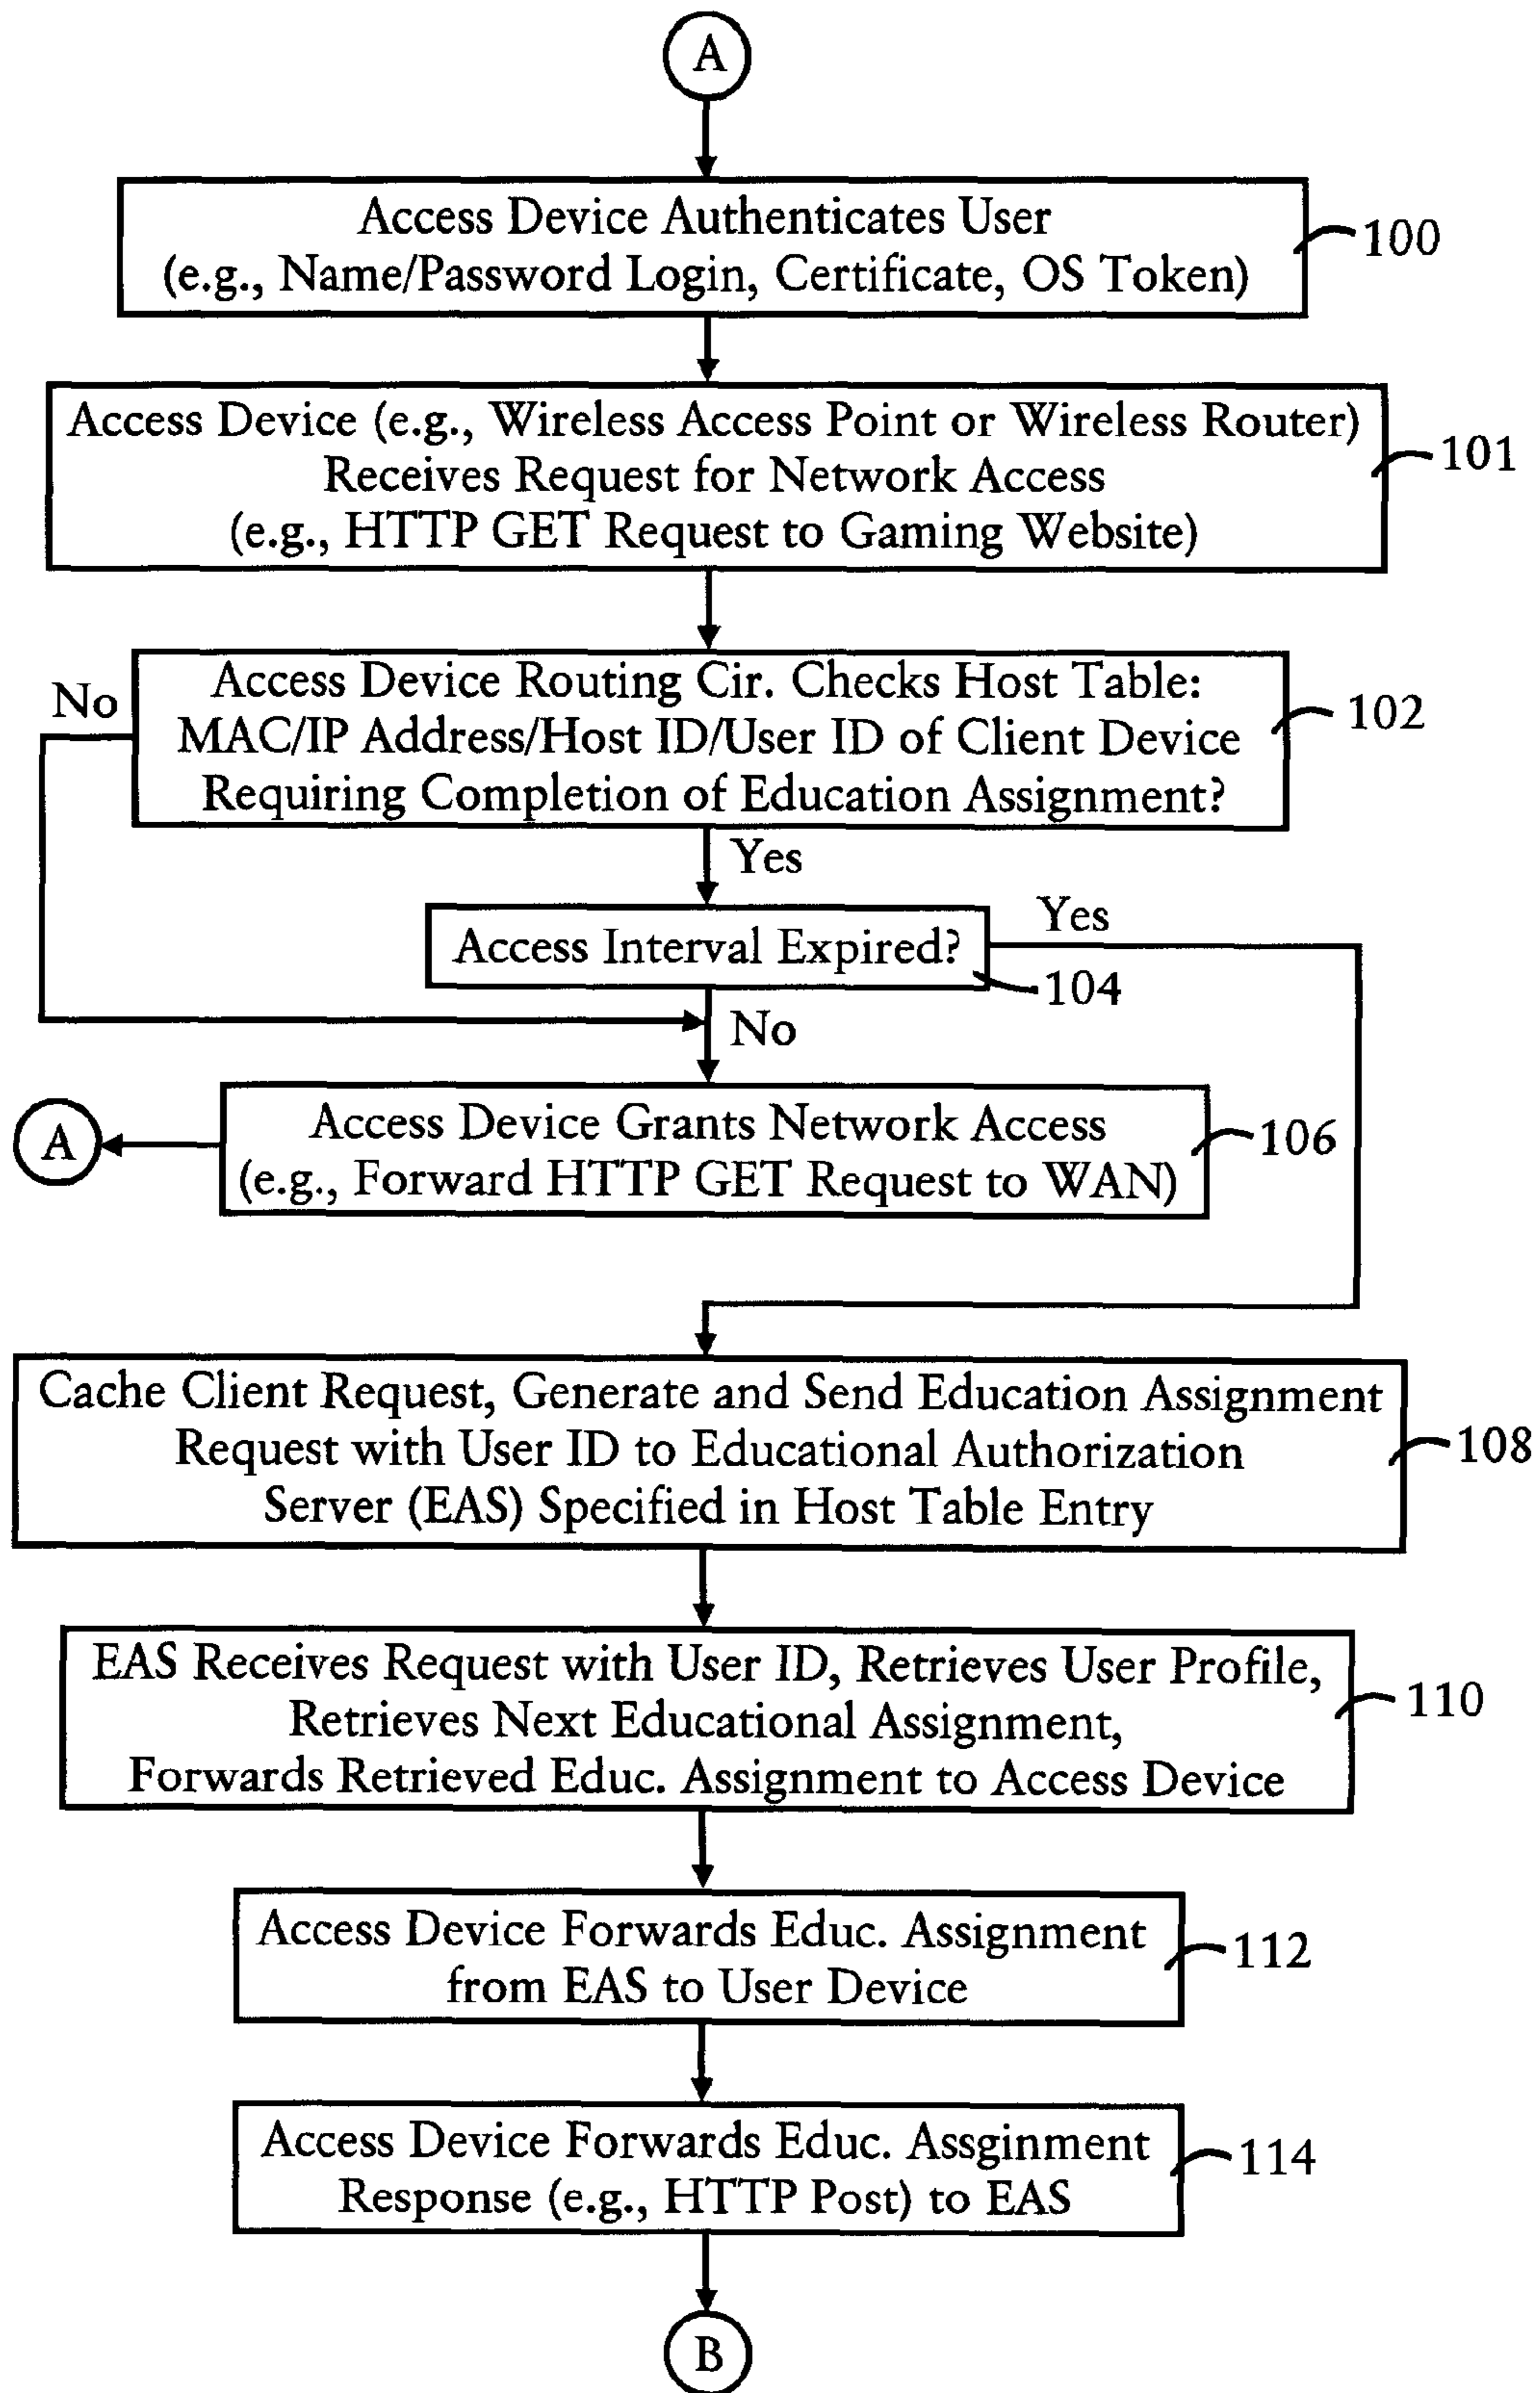 A
Access Device Authenticates User
(e.g., Name/Password Login, Certificate, OS Token)
100
Access Device (e.g., Wireless Access Point or Wireless Router)
Receives Request for Network Access
(e.g., HTTP GET Request to Gaming Website)
101
No
Access Device Routing Cir. Checks Host Table:
MAC/IP Address/Host ID/User ID of Client Device
Requiring Completion of Education Assignment?
102
Yes
Access Interval Expired?
Yes
104
No
A
Access Device Grants Network Access
(e.g., Forward HTTP GET Request to WAN)
106
Cache Client Request, Generate and Send Education Assignment
Request with User ID to Educational Authorization
Server (EAS) Specified in Host Table Entry
108
EAS Receives Request with User ID, Retrieves User Profile,
Retrieves Next Educational Assignment,
Forwards Retrieved Educ. Assignment to Access Device
110
Access Device Forwards Educ. Assignment
from EAS to User Device
112
Access Device Forwards Educ. Assginment
Response (e.g., HTTP Post) to EAS
114
B